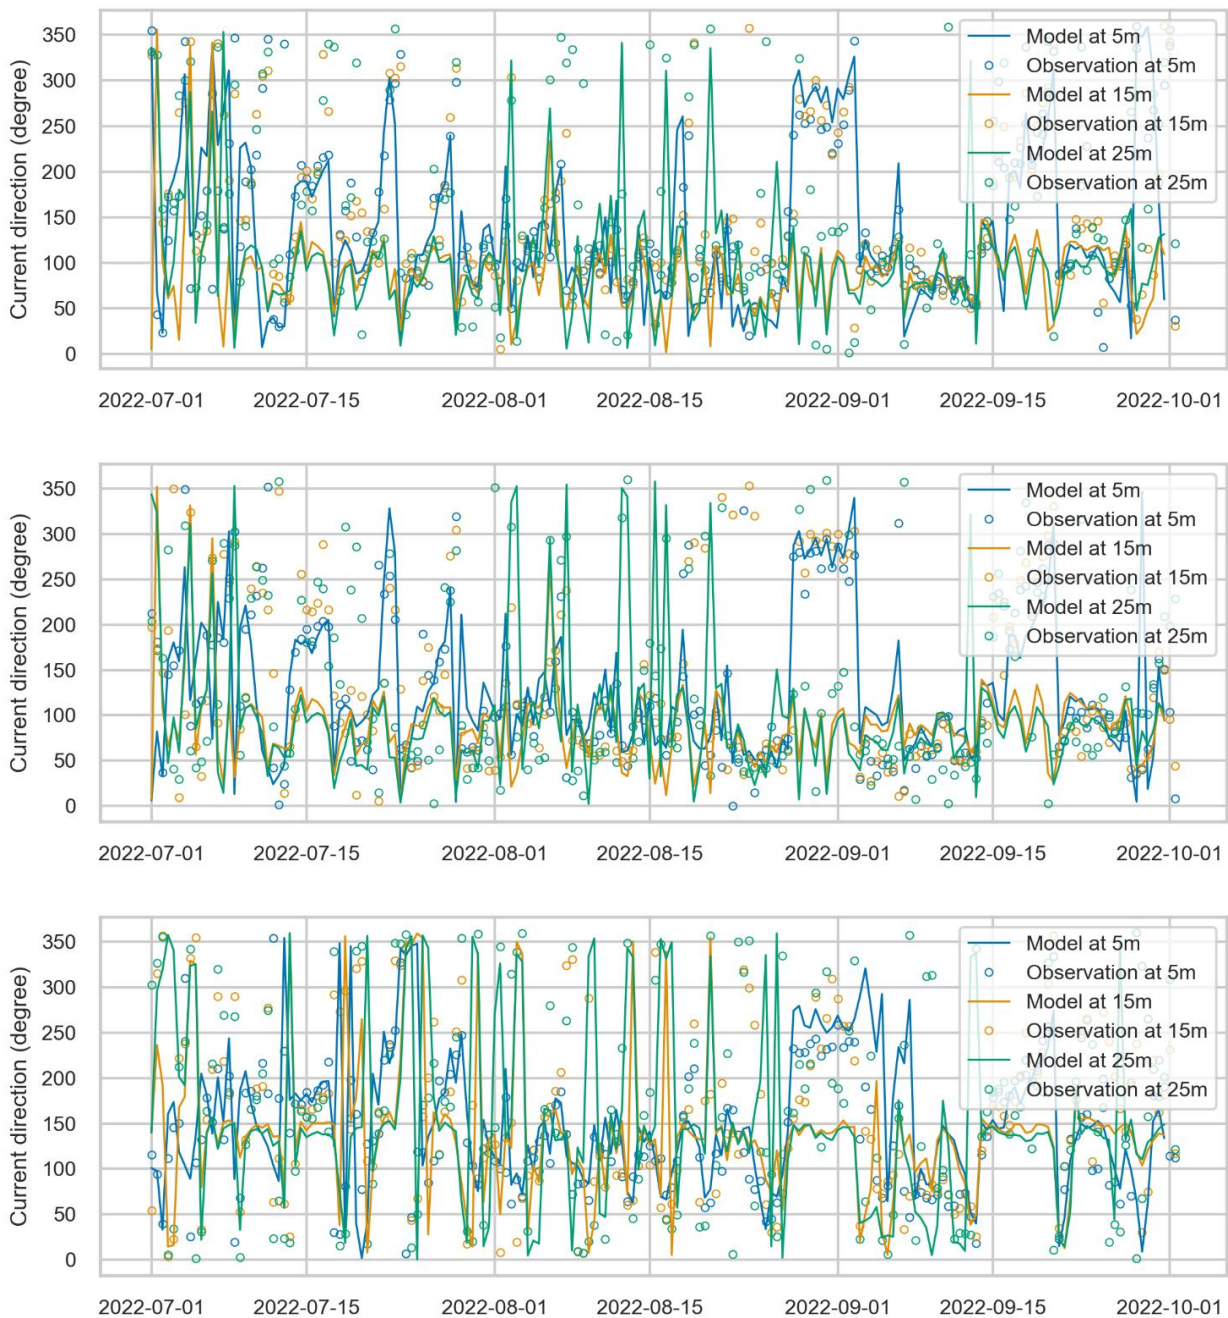 Current direction (degree)
350
300
250
200
150
100
50
0
Model at 5m
Observation at 5m
Model at 15m
Observation at 15m
Model at 25m
Observation at 25m
2022-07-01 2022-07-15 2022-08-01 2022-08-15 2022-09-01 2022-09-15 2022-10-01
Current direction (degree)
350
300
250
200
150
100
50
0
Model at 5m
Observation at 5m
Model at 15m
Observation at 15m
Model at 25m
Observation at 25m
2022-07-01 2022-07-15 2022-08-01 2022-08-15 2022-09-01 2022-09-15 2022-10-01
Current direction (degree)
350
300
250
200
150
100
50
0
Model at 5m
Observation at 5m
Model at 15m
Observation at 15m
Model at 25m
Observation at 25m
2022-07-01 2022-07-15 2022-08-01 2022-08-15 2022-09-01 2022-09-15 2022-10-01